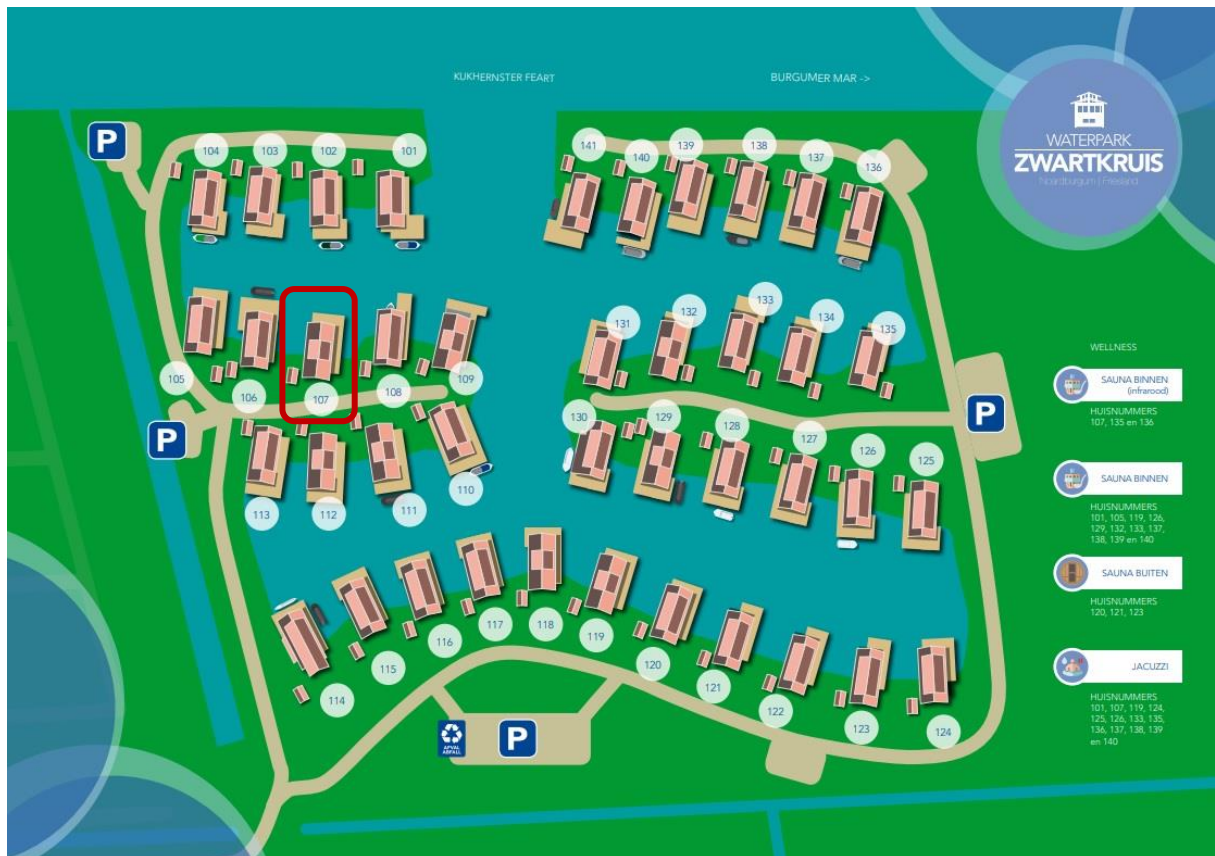 KUKHERNSTER FEART
BURGUMER MAR ->
WATERPARK
ZWARTKRUIS
Noardburgum | Friesland
P
104
103
102
101
141
140
139
138
137
136
131
132
133
134
135
105
106
107
108
109
P
P
130
129
128
127
126
125
113
112
111
110
114
115
116
117
118
119
120
121
122
123
124
AFVAL
ABFALL
P
WELLNESS
SAUNA BINNEN
(infrarood)
HUISNUMMERS
107, 135 en 136
SAUNA BINNEN
HUISNUMMERS
101, 105, 119, 126,
129, 132, 133, 137,
138, 139 en 140
SAUNA BUITEN
HUISNUMMERS
120, 121, 123
JACUZZI
HUISNUMMERS
101, 107, 119, 124,
125, 126, 133, 135,
136, 137, 138, 139
en 140